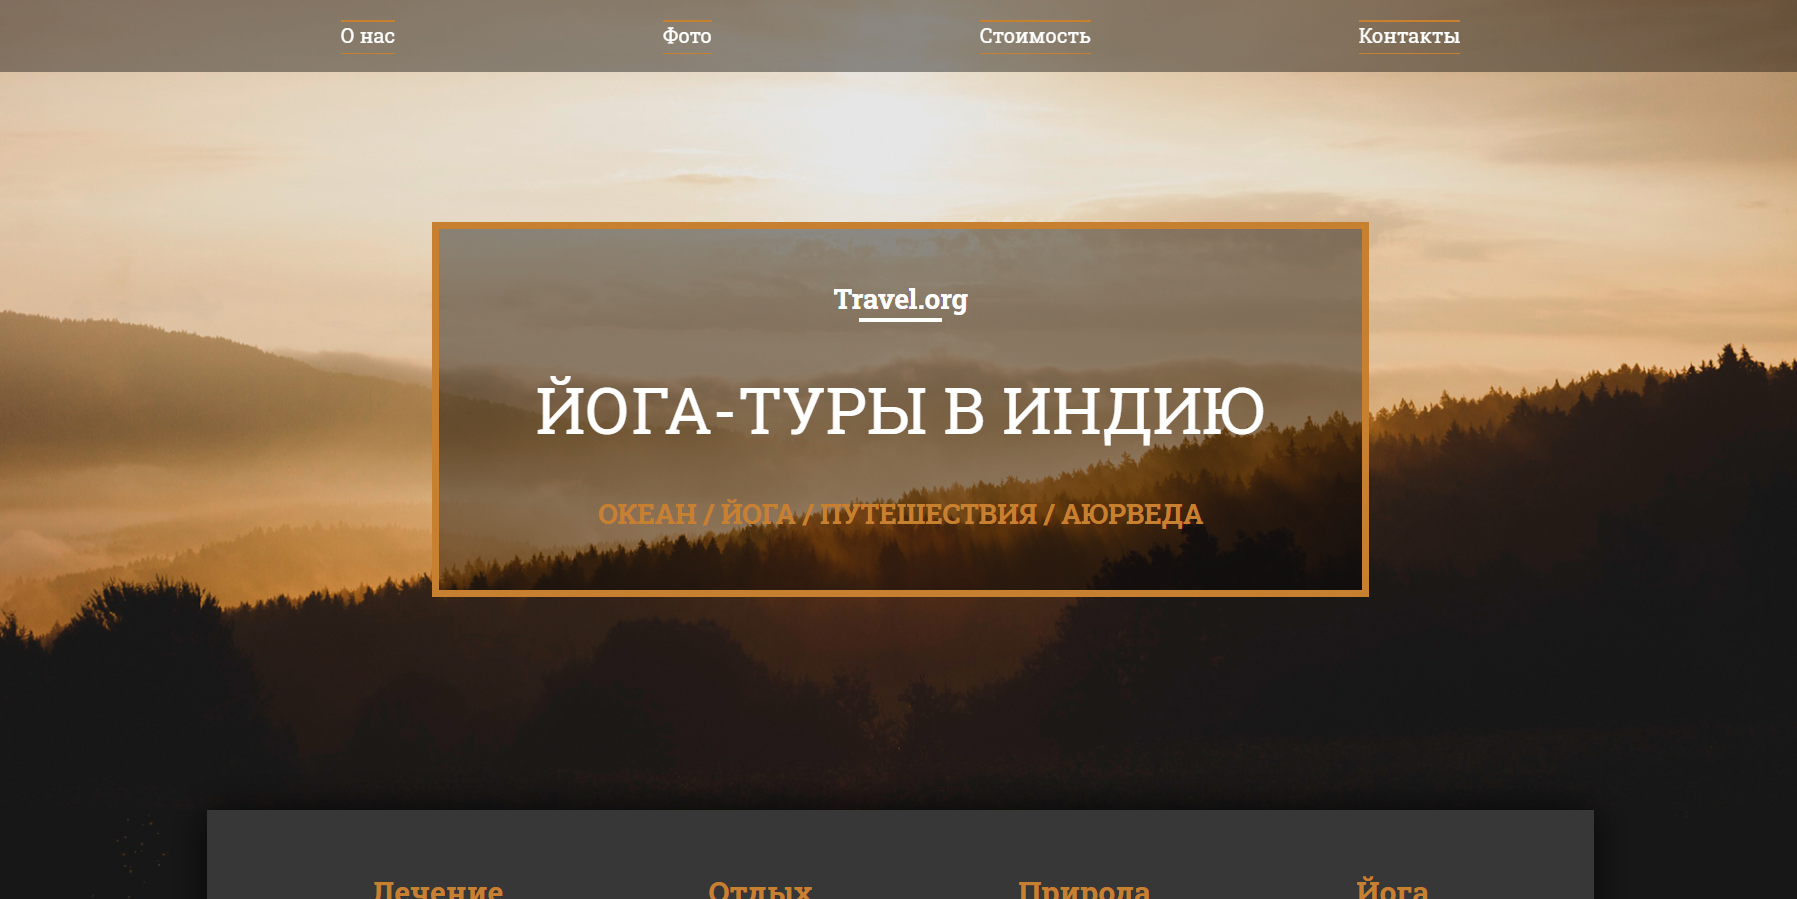 О нас
Фото
Стоимость
Контакты
Travel.org
ЙОГА-ТУРЫ В ИНДИЮ
ОКЕАН / ЙОГА / ПУТЕШЕСТВИЯ / АЮРВЕДА
Лечение
Отдых
Природа
Йога